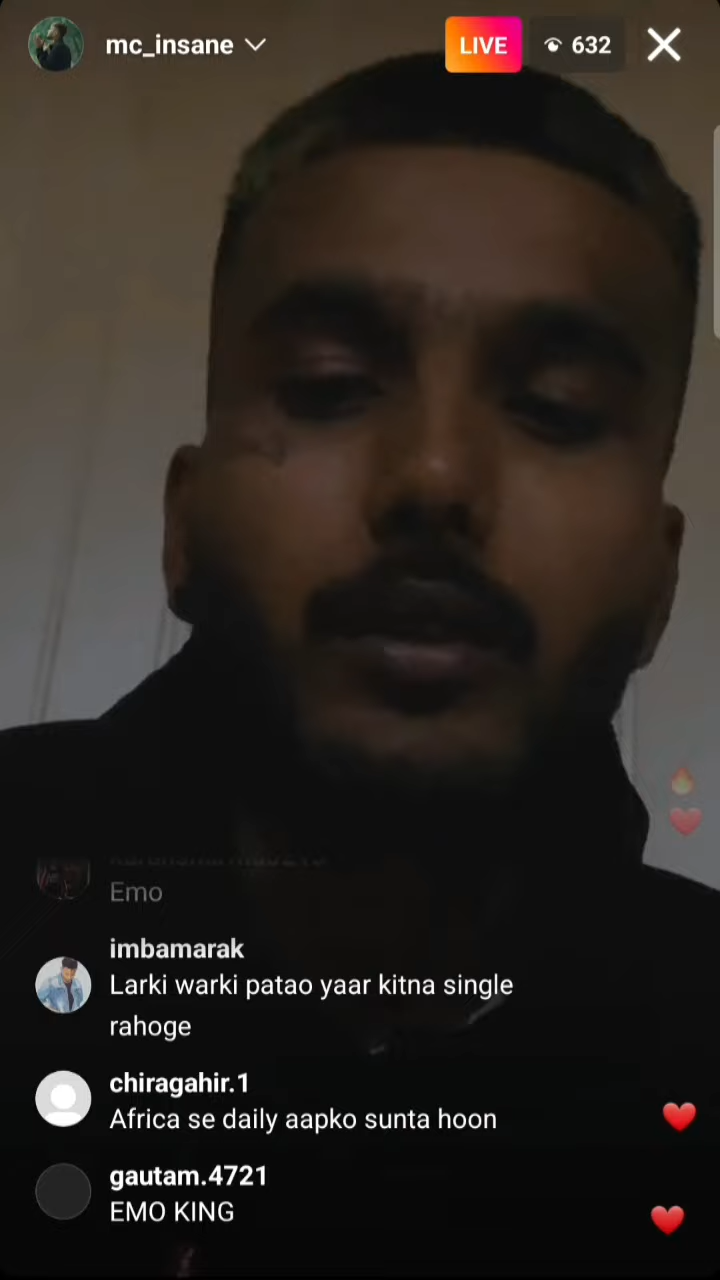 mc_insane
LIVE
632
Emo
imbamarak
Larki warki patao yaar kitna single
rahoge
chiragahir.1
Africa se daily aapko sunta hoon
gautam.4721
EMO KING